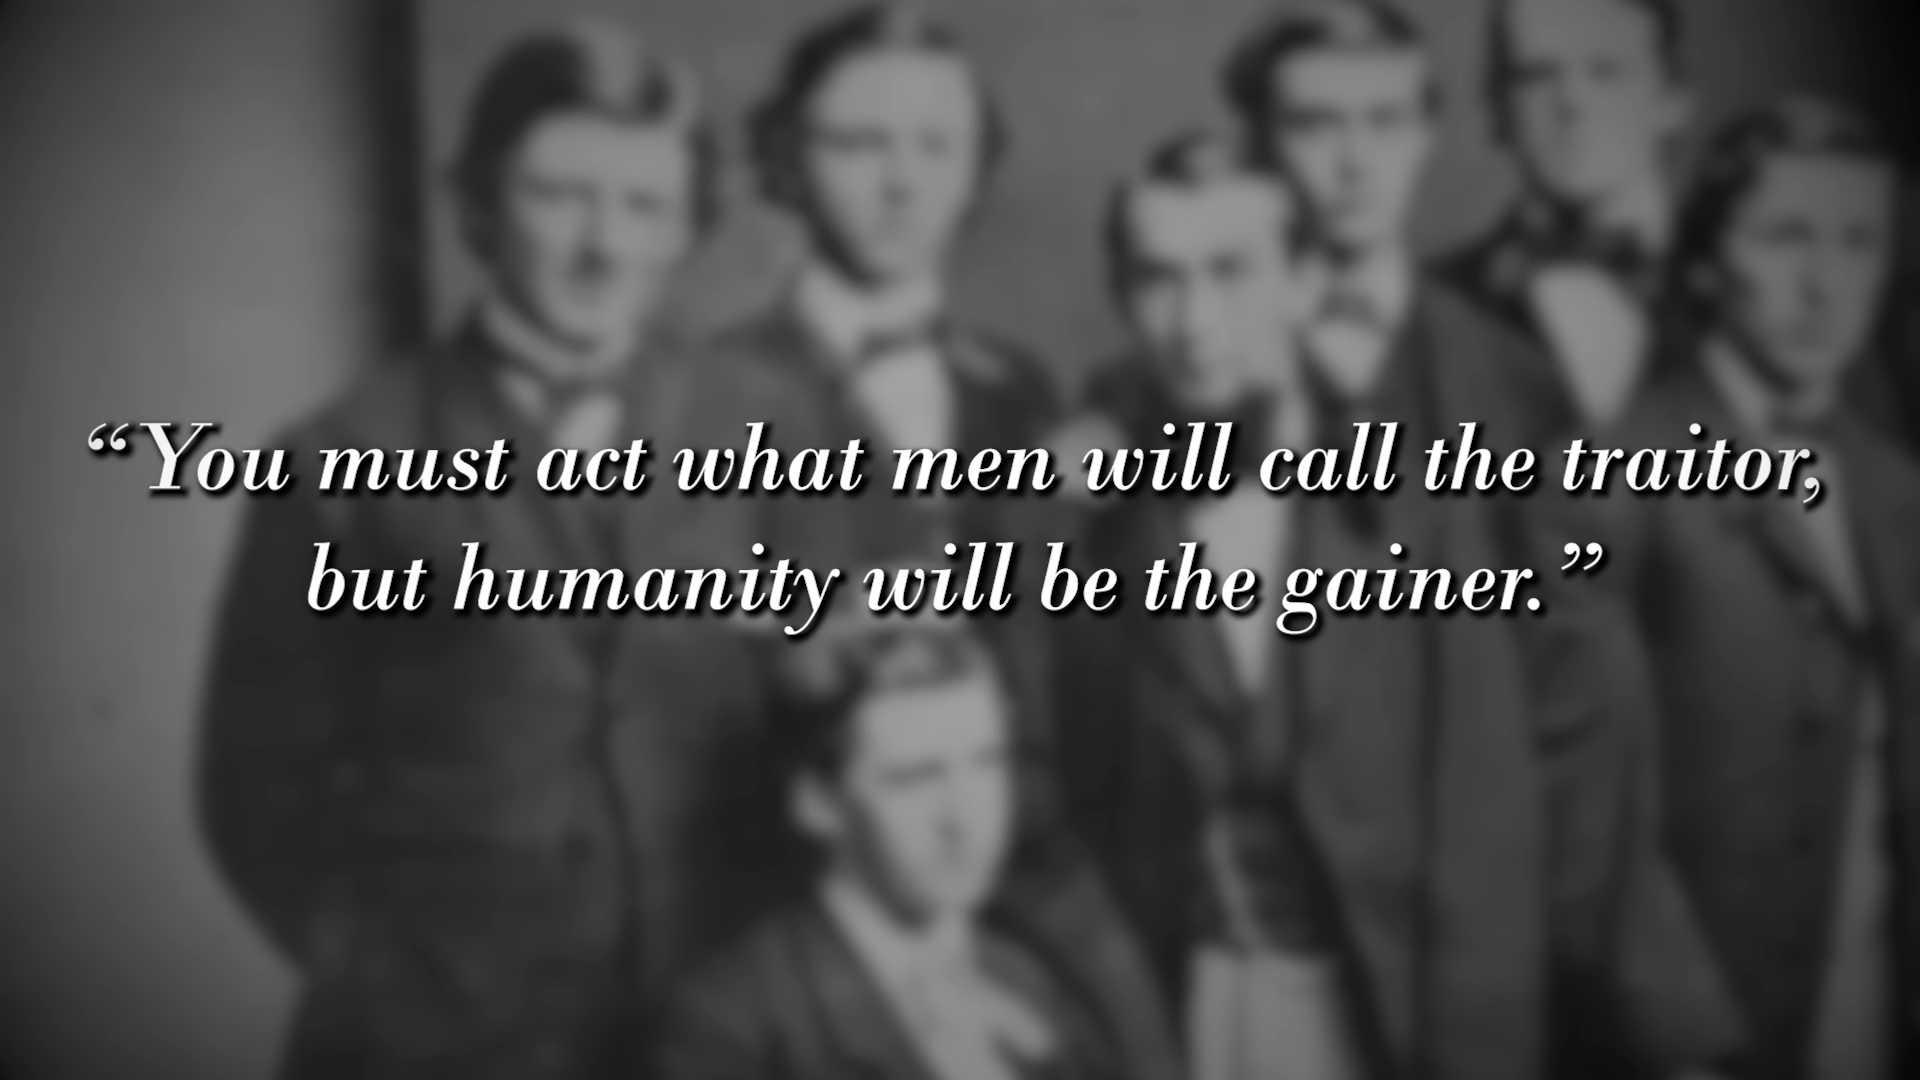 “You must act what men will call the traitor,
but humanity will be the gainer.”